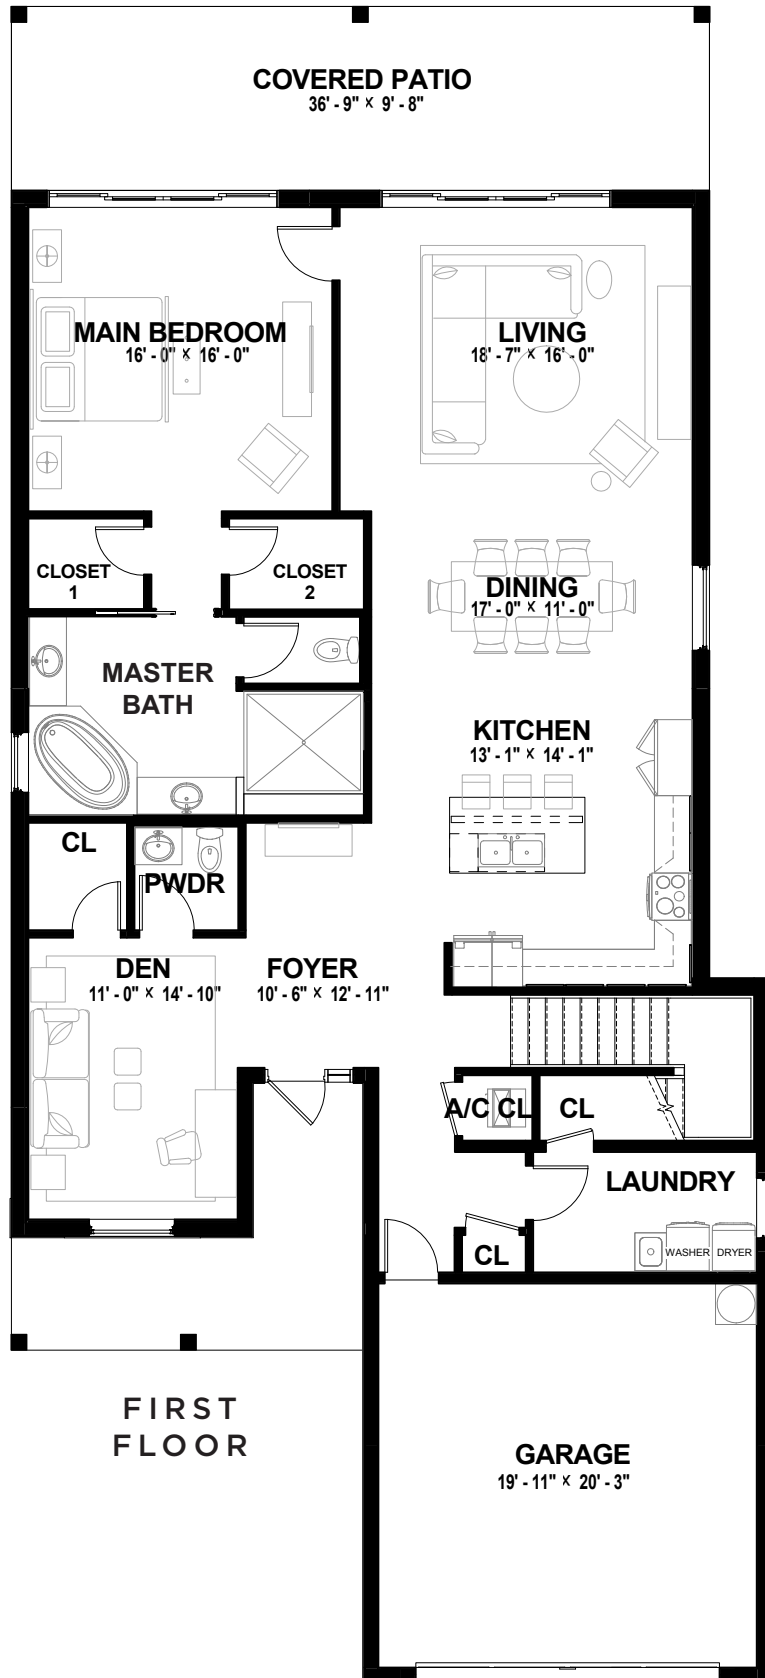 COVERED PATIO
36' - 9" × 9' - 8"
MAIN BEDROOM
16' - 0" × 16' - 0"
LIVING
18' - 7" × 16' - 0"
CLOSET
1
CLOSET
2
DINING
17' - 0" × 11' - 0"
MASTER
BATH
KITCHEN
13' - 1" × 14' - 1"
CL
PWDR
DEN
11' - 0" × 14' - 10"
FOYER
10' - 6" × 12' - 11"
A/C CL
CL
LAUNDRY
CL
WASHER
DRYER
FIRST
FLOOR
GARAGE
19' - 11" × 20' - 3"